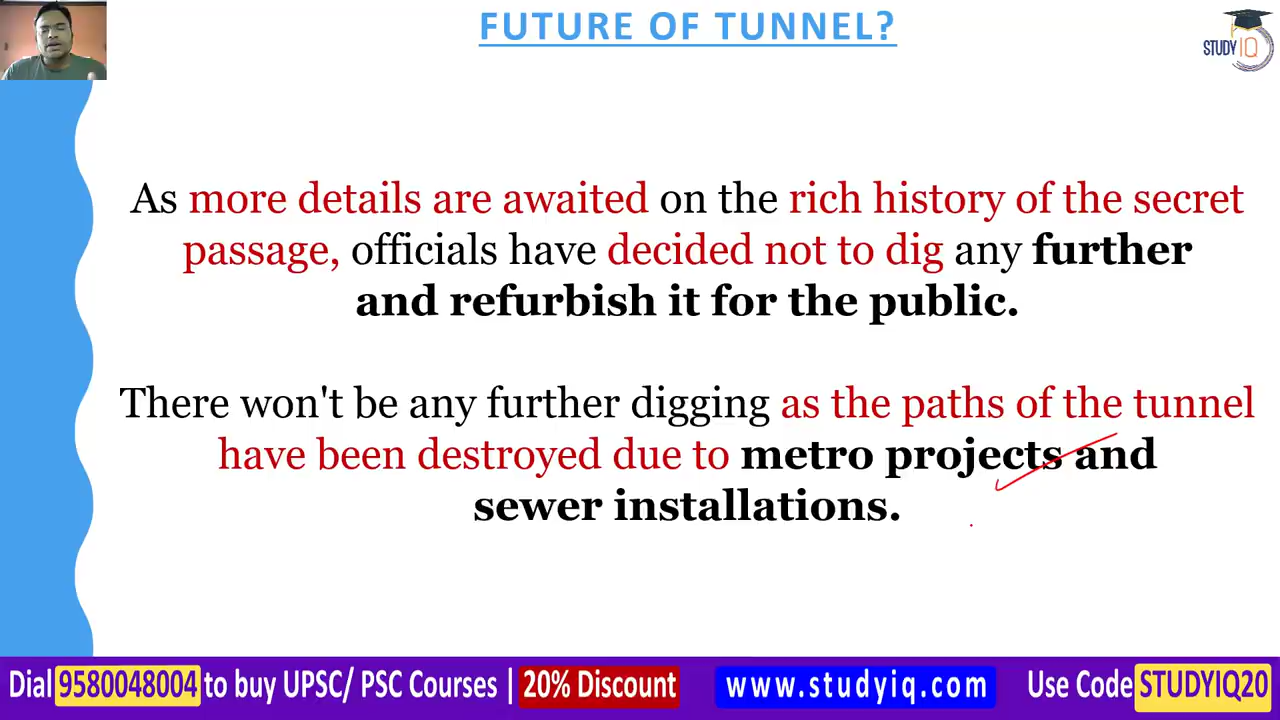 FUTURE OF TUNNEL?
STUDY IQ
As more details are awaited on the rich history of the secret
passage, officials have decided not to dig any further
and refurbish it for the public.
There won't be any further digging as the paths of the tunnel
have been destroyed due to metro projects and
sewer installations.
Dial 9580048004 to buy UPSC/ PSC Courses | 20% Discount www.studyiq.com Use Code STUDYIQ20